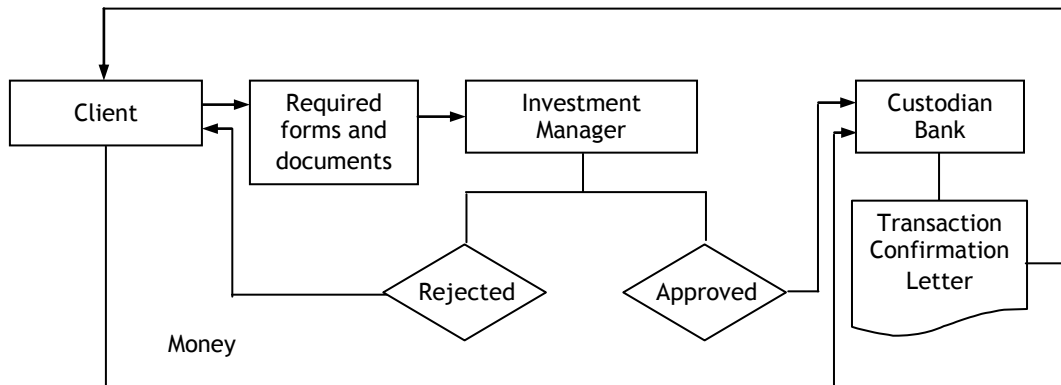 Client
Required
forms and
documents
Investment
Manager
Custodian
Bank
Transaction
Confirmation
Letter
Rejected
Approved
Money